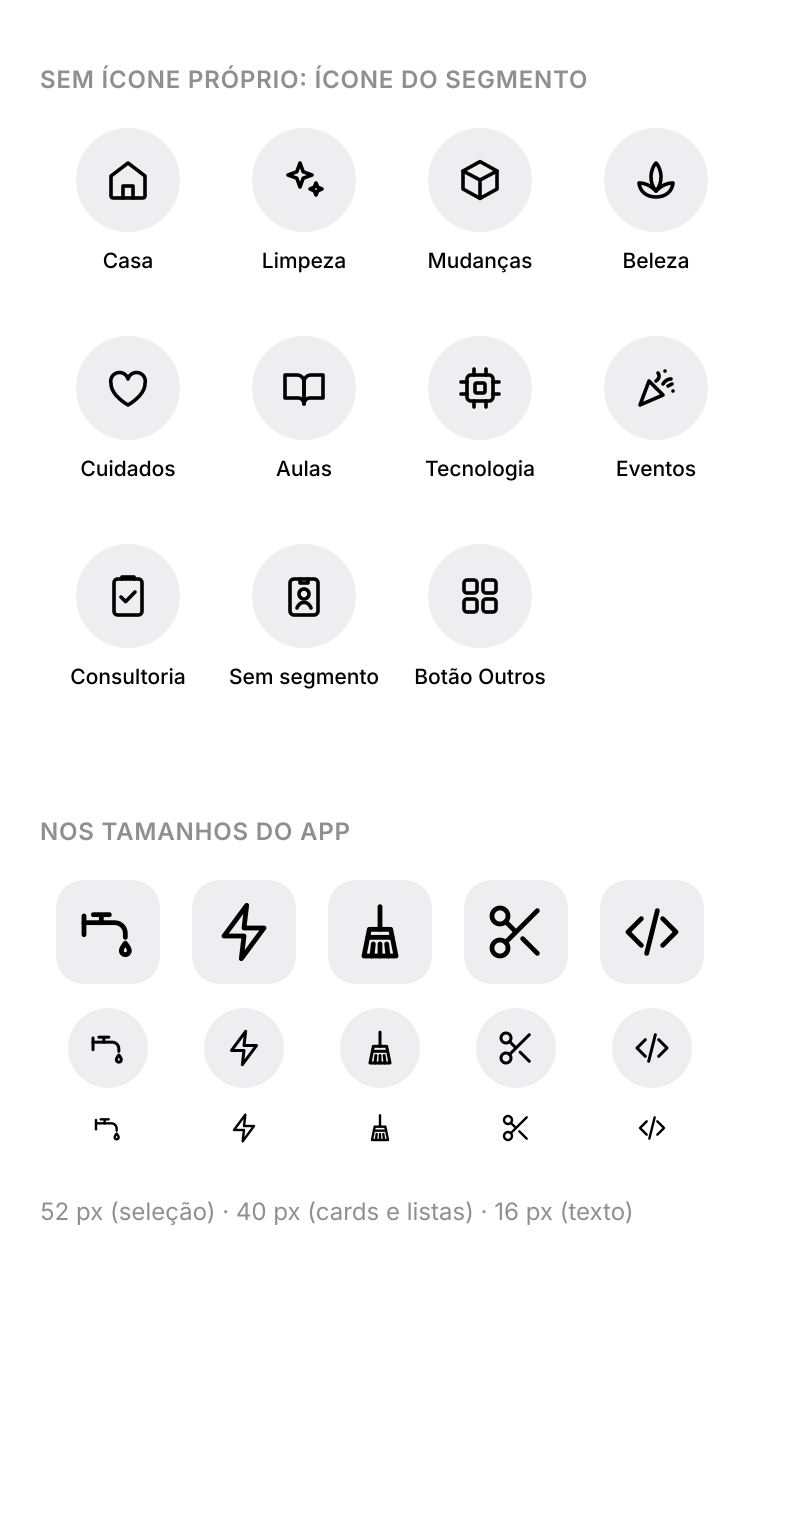 SEM ÍCONE PRÓPRIO: ÍCONE DO SEGMENTO
Casa
Limpeza
Mudanças
Beleza
Cuidados
Aulas
Tecnologia
Eventos
Consultoria
Sem segmento
Botão Outros
NOS TAMANHOS DO APP
52 px (seleção) · 40 px (cards e listas) · 16 px (texto)